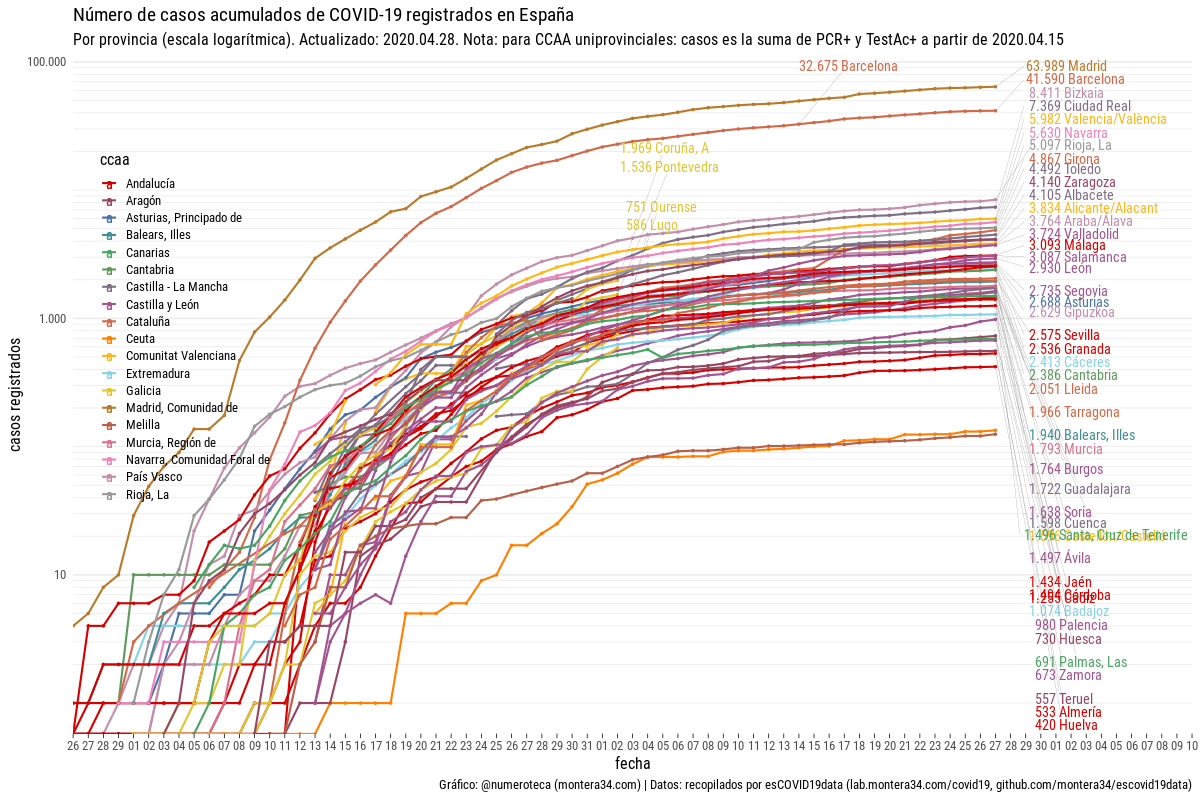 Número de casos acumulados de COVID-19 registrados en España
Por provincia (escala logarítmica). Actualizado: 2020.04.28. Nota: para CCAA uniprovinciales: casos es la suma de PCR+ y TestAc+ a partir de 2020.04.15
100.000
1.000
10
casos registrados
ccaa
Andalucía
Aragón
Asturias, Principado de
Balears, Illes
Canarias
Cantabria
Castilla - La Mancha
Castilla y León
Cataluña
Ceuta
Comunitat Valenciana
Extremadura
Galicia
Madrid, Comunidad de
Melilla
Murcia, Región de
Navarra, Comunidad Foral de
País Vasco
Rioja, La
32.675 Barcelona
1.969 Coruña, A
1.536 Pontevedra
751 Ourense
586 Lugo
63.989 Madrid
41.590 Barcelona
8.411 Bizkaia
7.369 Ciudad Real
5.982 Valencia/València
5.630 Navarra
5.097 Rioja, La
4.867 Girona
4.492 Toledo
4.140 Zaragoza
4.105 Albacete
3.834 Alicante/Alacant
3.764 Araba/Álava
3.724 Valladolid
3.093 Málaga
3.087 Salamanca
2.930 León
2.735 Segovia
2.688 Asturias
2.629 Gipuzkoa
2.575 Sevilla
2.536 Granada
2.413 Cáceres
2.386 Cantabria
2.051 Lleida
1.966 Tarragona
1.940 Balears, Illes
1.793 Murcia
1.764 Burgos
1.722 Guadalajara
1.638 Soria
1.598 Cuenca
1.496 Santa Cruz de Tenerife
1.497 Ávila
1.434 Jaén
1.404 Córdoba
1.074 Badajoz
980 Palencia
730 Huesca
691 Palmas, Las
673 Zamora
557 Teruel
533 Almería
420 Huelva
26 27 28 29 01 02 03 04 05 06 07 08 09 10 11 12 13 14 15 16 17 18 19 20 21 22 23 24 25 26 27 28 29 30 31 01 02 03 04 05 06 07 08 09 10 11 12 13 14 15 16 17 18 19 20 21 22 23 24 25 26 27 28 29 30 01 02 03 04 05 06 07 08 09 10
fecha
Gráfico: @numeroteca (montera34.com) | Datos: recopilados por esCOVID19data (lab.montera34.com/covid19, github.com/montera34/escovid19data)